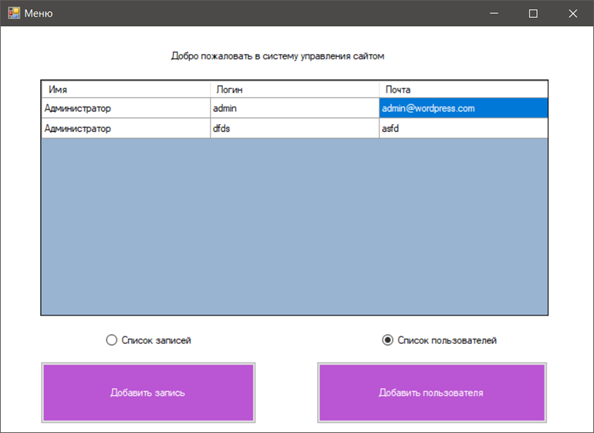 Меню
Добро пожаловать в систему управления сайтом
Имя Логин Почта
Администратор admin admin@wordpress.com
Администратор dfds asfd
Список записей Список пользователей
Добавить запись Добавить пользователя